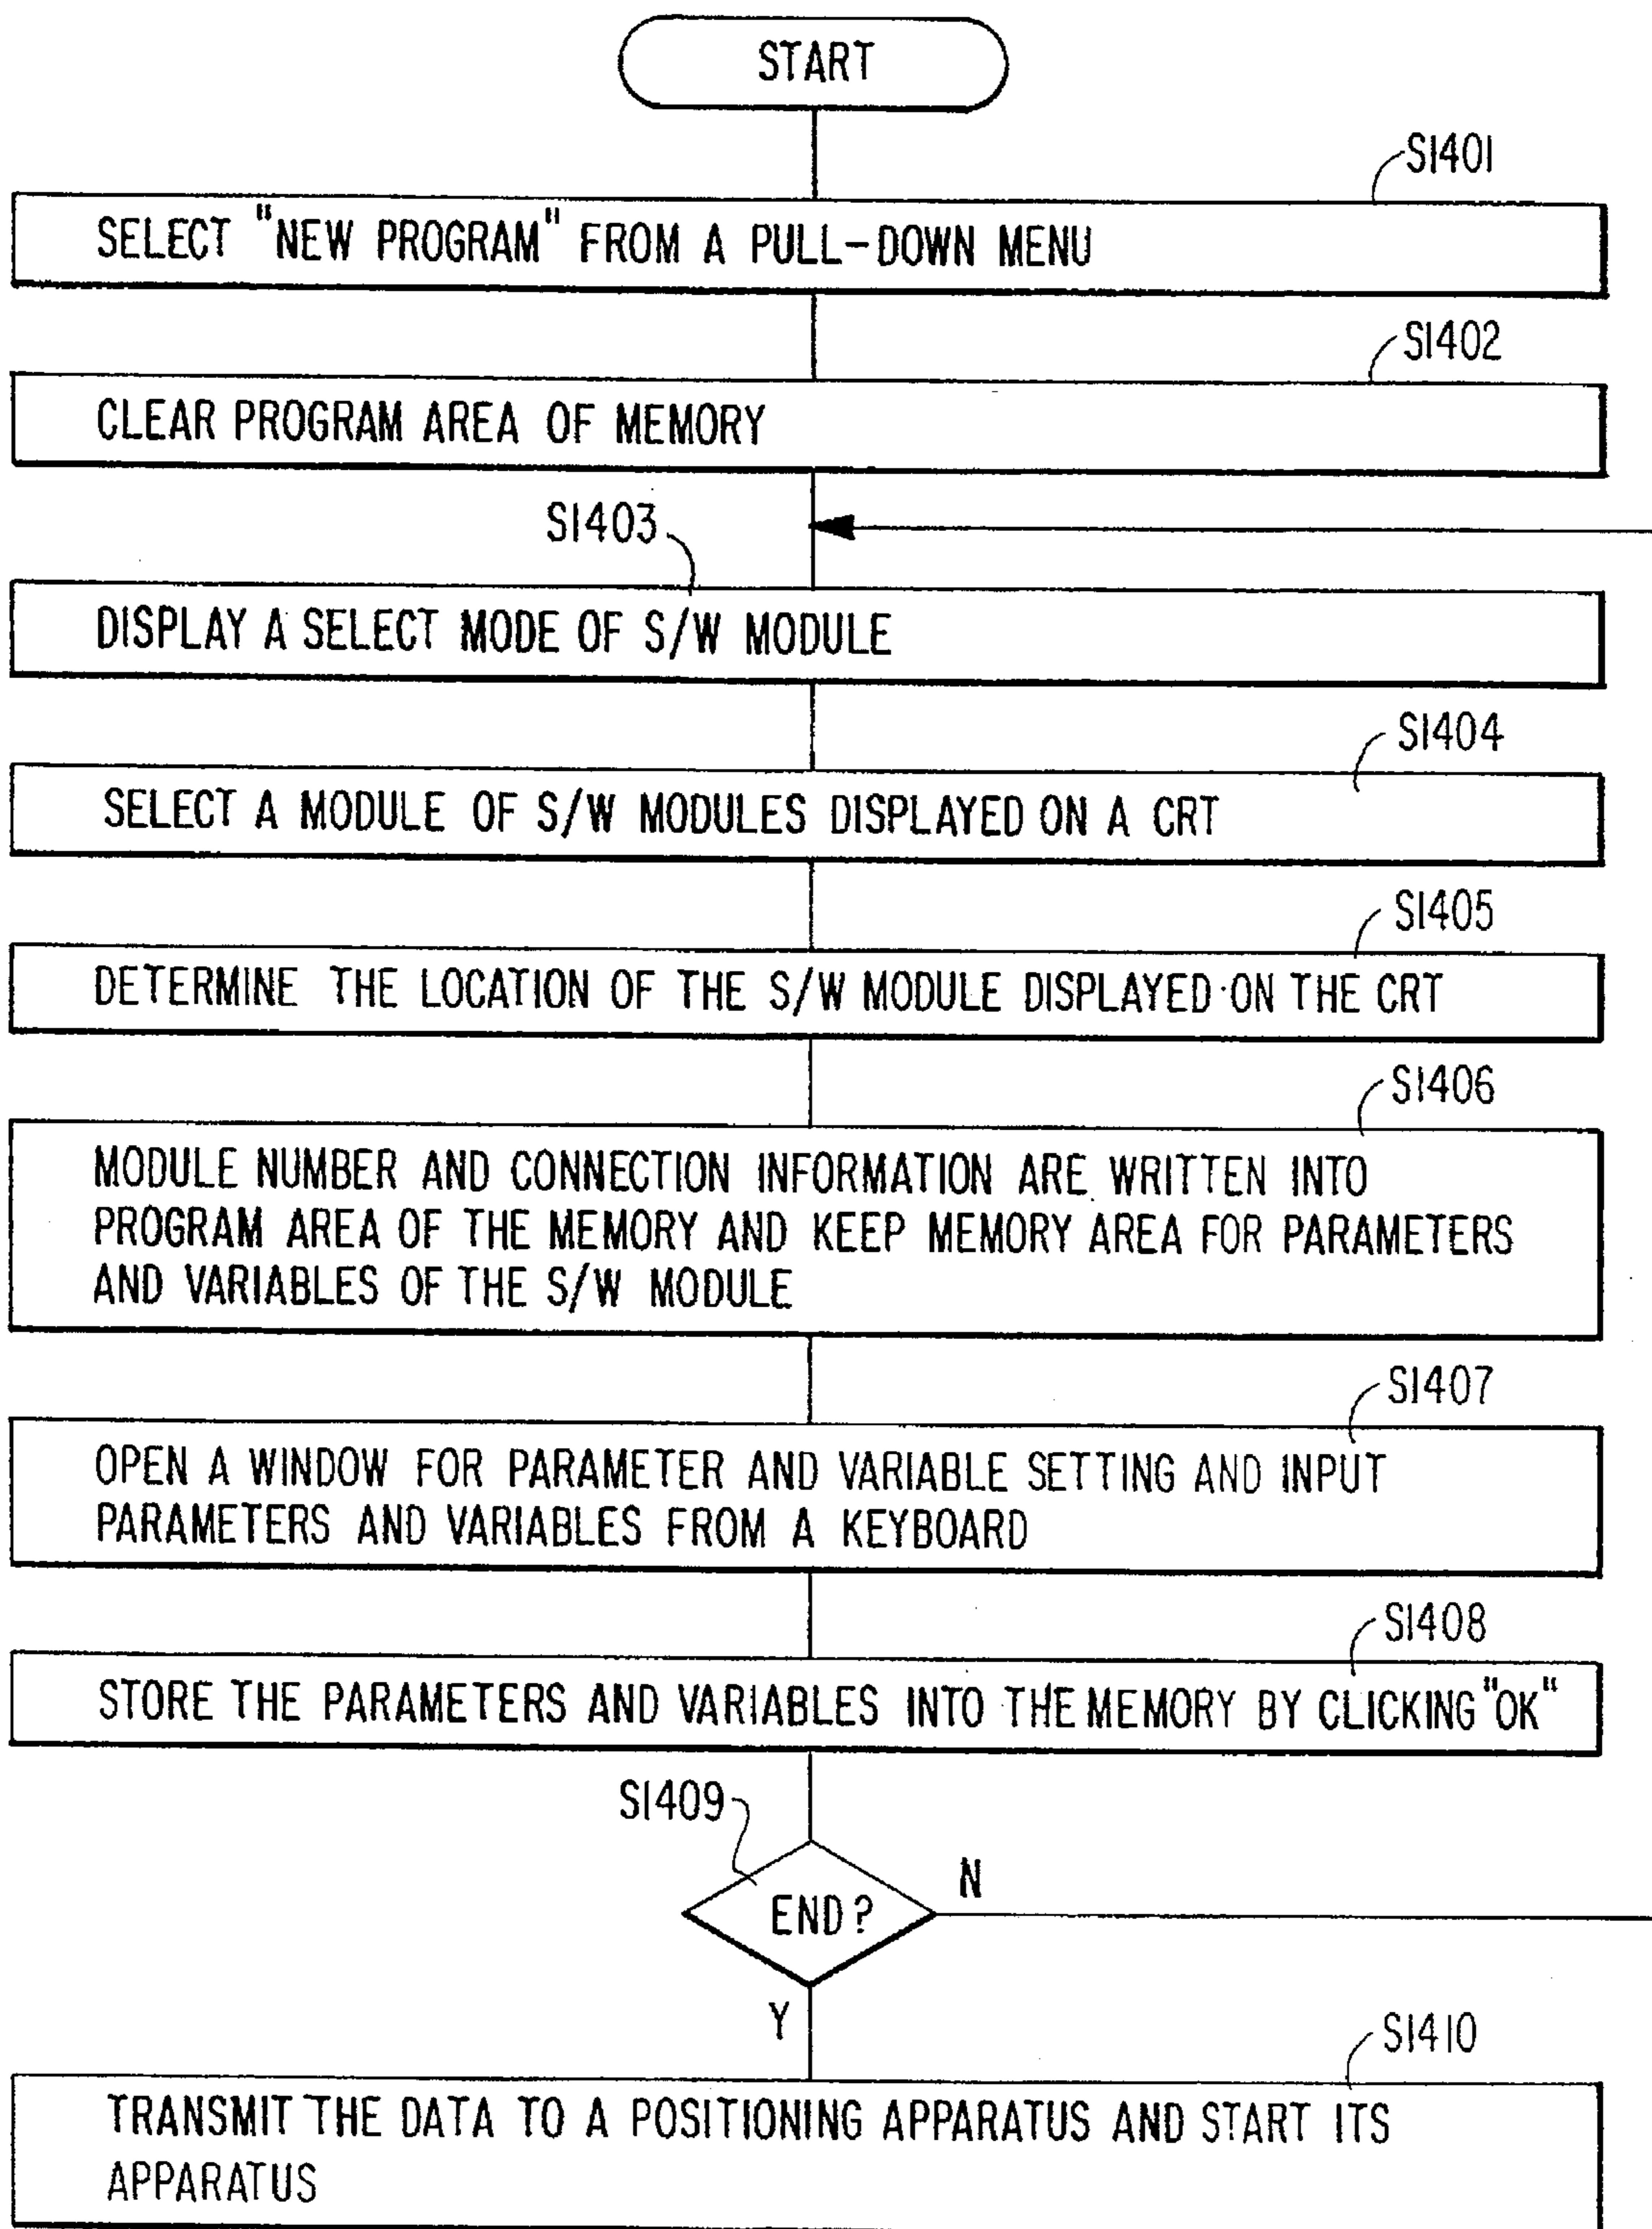 START
S1401
SELECT "NEW PROGRAM" FROM A PULL-DOWN MENU
S1402
CLEAR PROGRAM AREA OF MEMORY
S1403
DISPLAY A SELECT MODE OF S/W MODULE
S1404
SELECT A MODULE OF S/W MODULES DISPLAYED ON A CRT
S1405
DETERMINE THE LOCATION OF THE S/W MODULE DISPLAYED ON THE CRT
S1406
MODULE NUMBER AND CONNECTION INFORMATION ARE WRITTEN INTO
PROGRAM AREA OF THE MEMORY AND KEEP MEMORY AREA FOR PARAMETERS
AND VARIABLES OF THE S/W MODULE
S1407
OPEN A WINDOW FOR PARAMETER AND VARIABLE SETTING AND INPUT
PARAMETERS AND VARIABLES FROM A KEYBOARD
S1408
STORE THE PARAMETERS AND VARIABLES INTO THE MEMORY BY CLICKING "OK"
S1409
END?
N
Y
S1410
TRANSMIT THE DATA TO A POSITIONING APPARATUS AND START ITS
APPARATUS